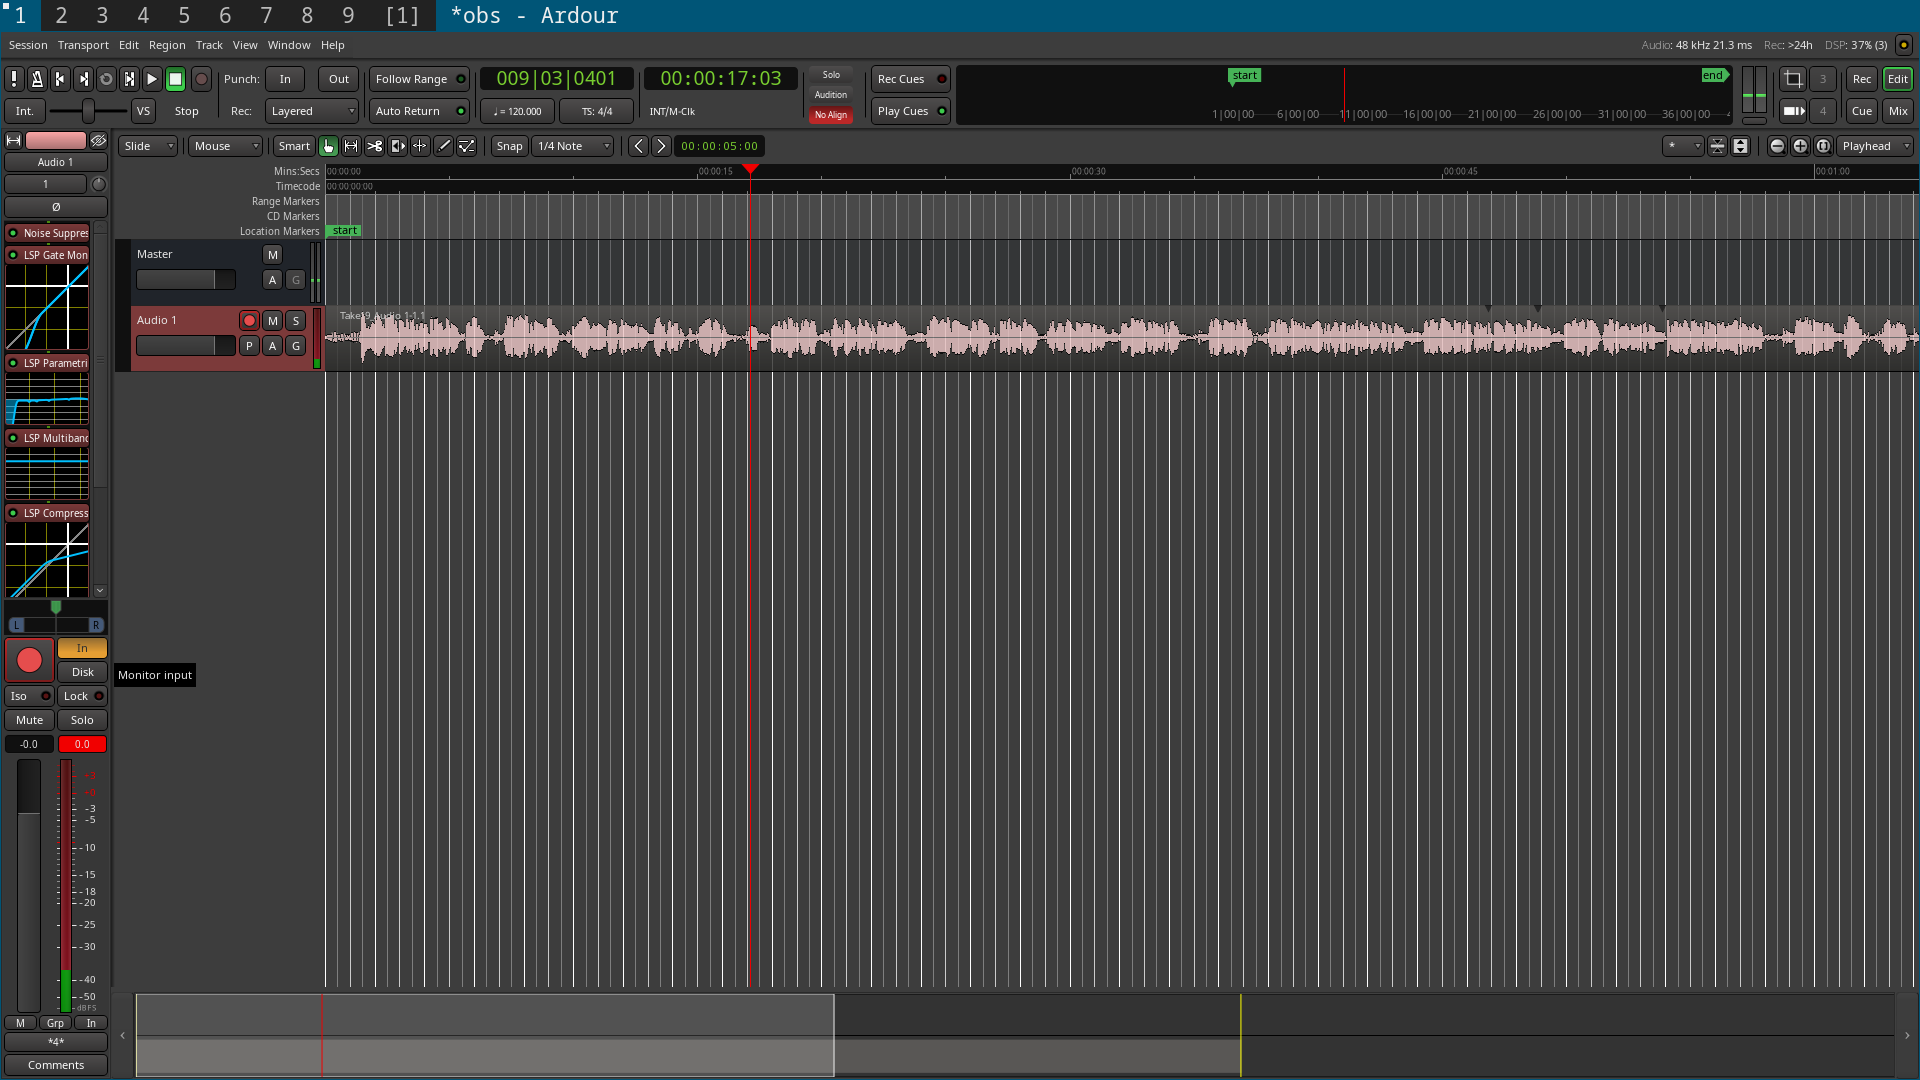 1 2 3 4 5 6 7 8 9 [1] *obs - Ardour
Session Transport Edit Region Track View Window Help
Audio: 48 kHz 21.3 ms Rec: >24h DSP: 37% (3)
Punch: In Out Follow Range
009|03|0401 00:00:17:03
Solo
Audition
No Align
Rec Cues
start end
3 Rec Edit
Int. VS Stop Rec: Layered Auto Return
♩ = 120.000 TS: 4/4 INT/M-Clk
Play Cues
1|00|00 6|00|00 11|00|00 16|00|00 21|00|00 26|00|00 31|00|00 36|00|00
4 Cue Mix
Slide Mouse Smart Snap 1/4 Note 00:00:05:00 * Playhead
Audio 1
1
Ø
Mins:Secs 00:00:00 00:00:15 00:00:30 00:00:45 00:01:00
Timecode 00:00:00:00
Range Markers
CD Markers
Location Markers start
Noise Suppres
LSP Gate Mon
LSP Parametri
LSP Multiband
LSP Compress
Master M
A G
Audio 1 M S
P A G
Take19_Audio 1-1.1
L R
In
Disk
Monitor input
Iso Lock
Mute Solo
-0.0 0.0
+3
+0
-3
-5
-10
-15
-18
-20
-25
-30
-40
-50
dBFS
M Grp In
*4*
Comments